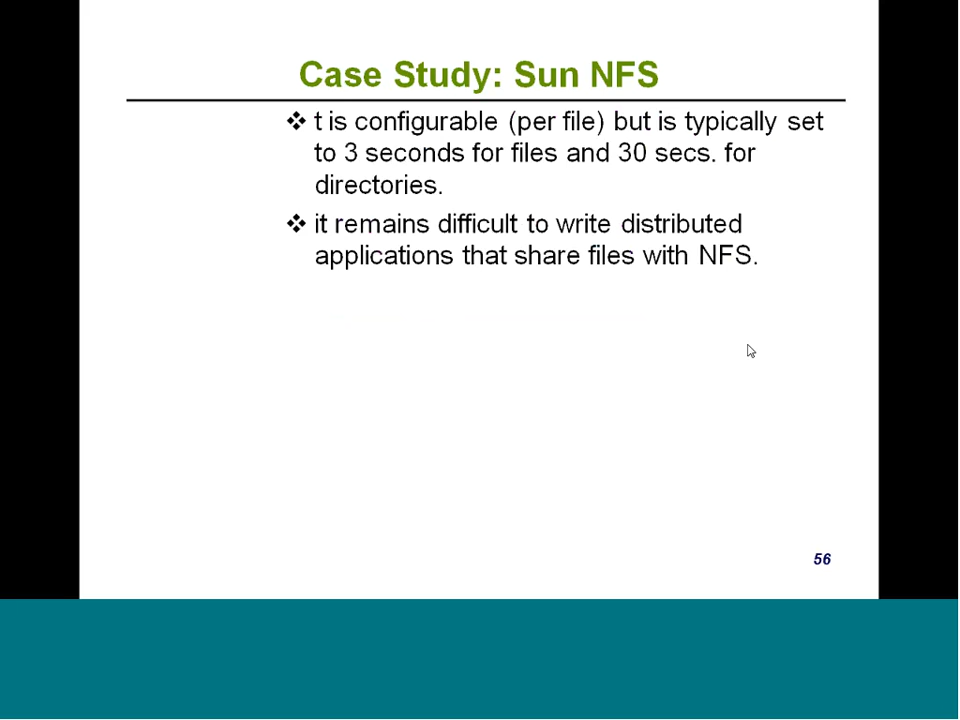 Case Study: Sun NFS
❖ t is configurable (per file) but is typically set
to 3 seconds for files and 30 secs. for
directories.
❖ it remains difficult to write distributed
applications that share files with NFS.
56